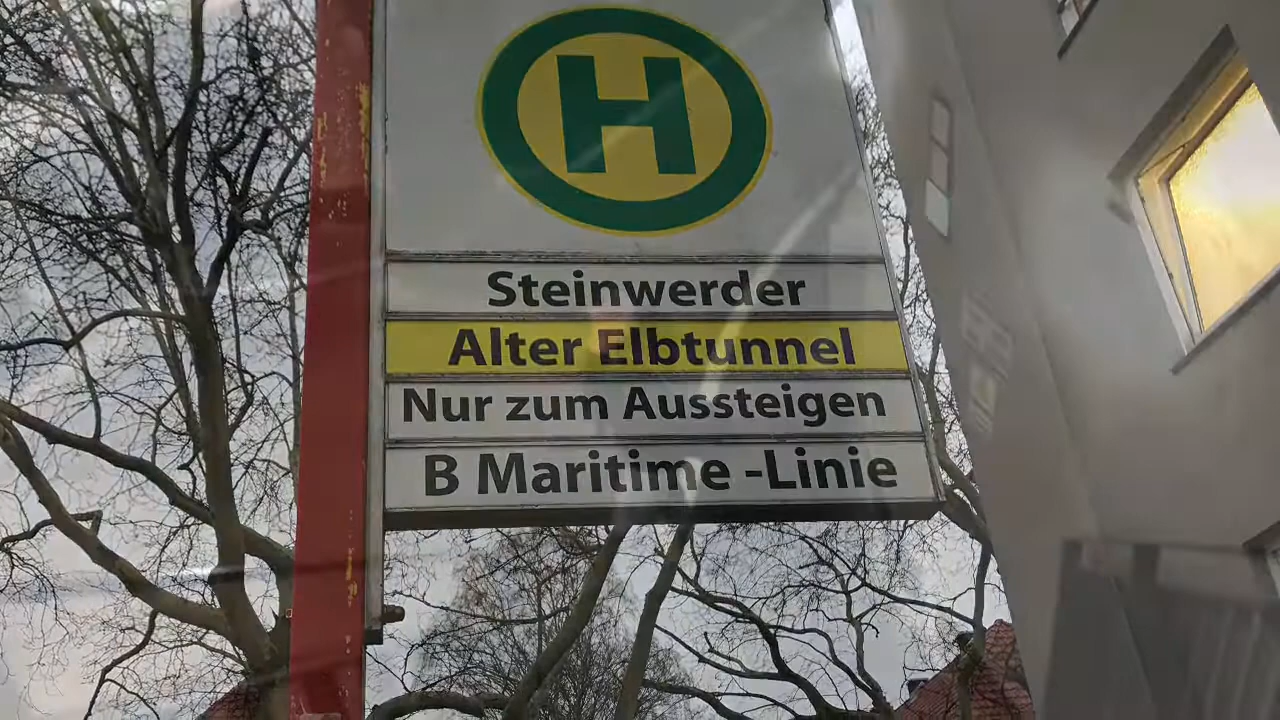 H
Steinwerder
Alter Elbtunnel
Nur zum Aussteigen
B Maritime -Linie